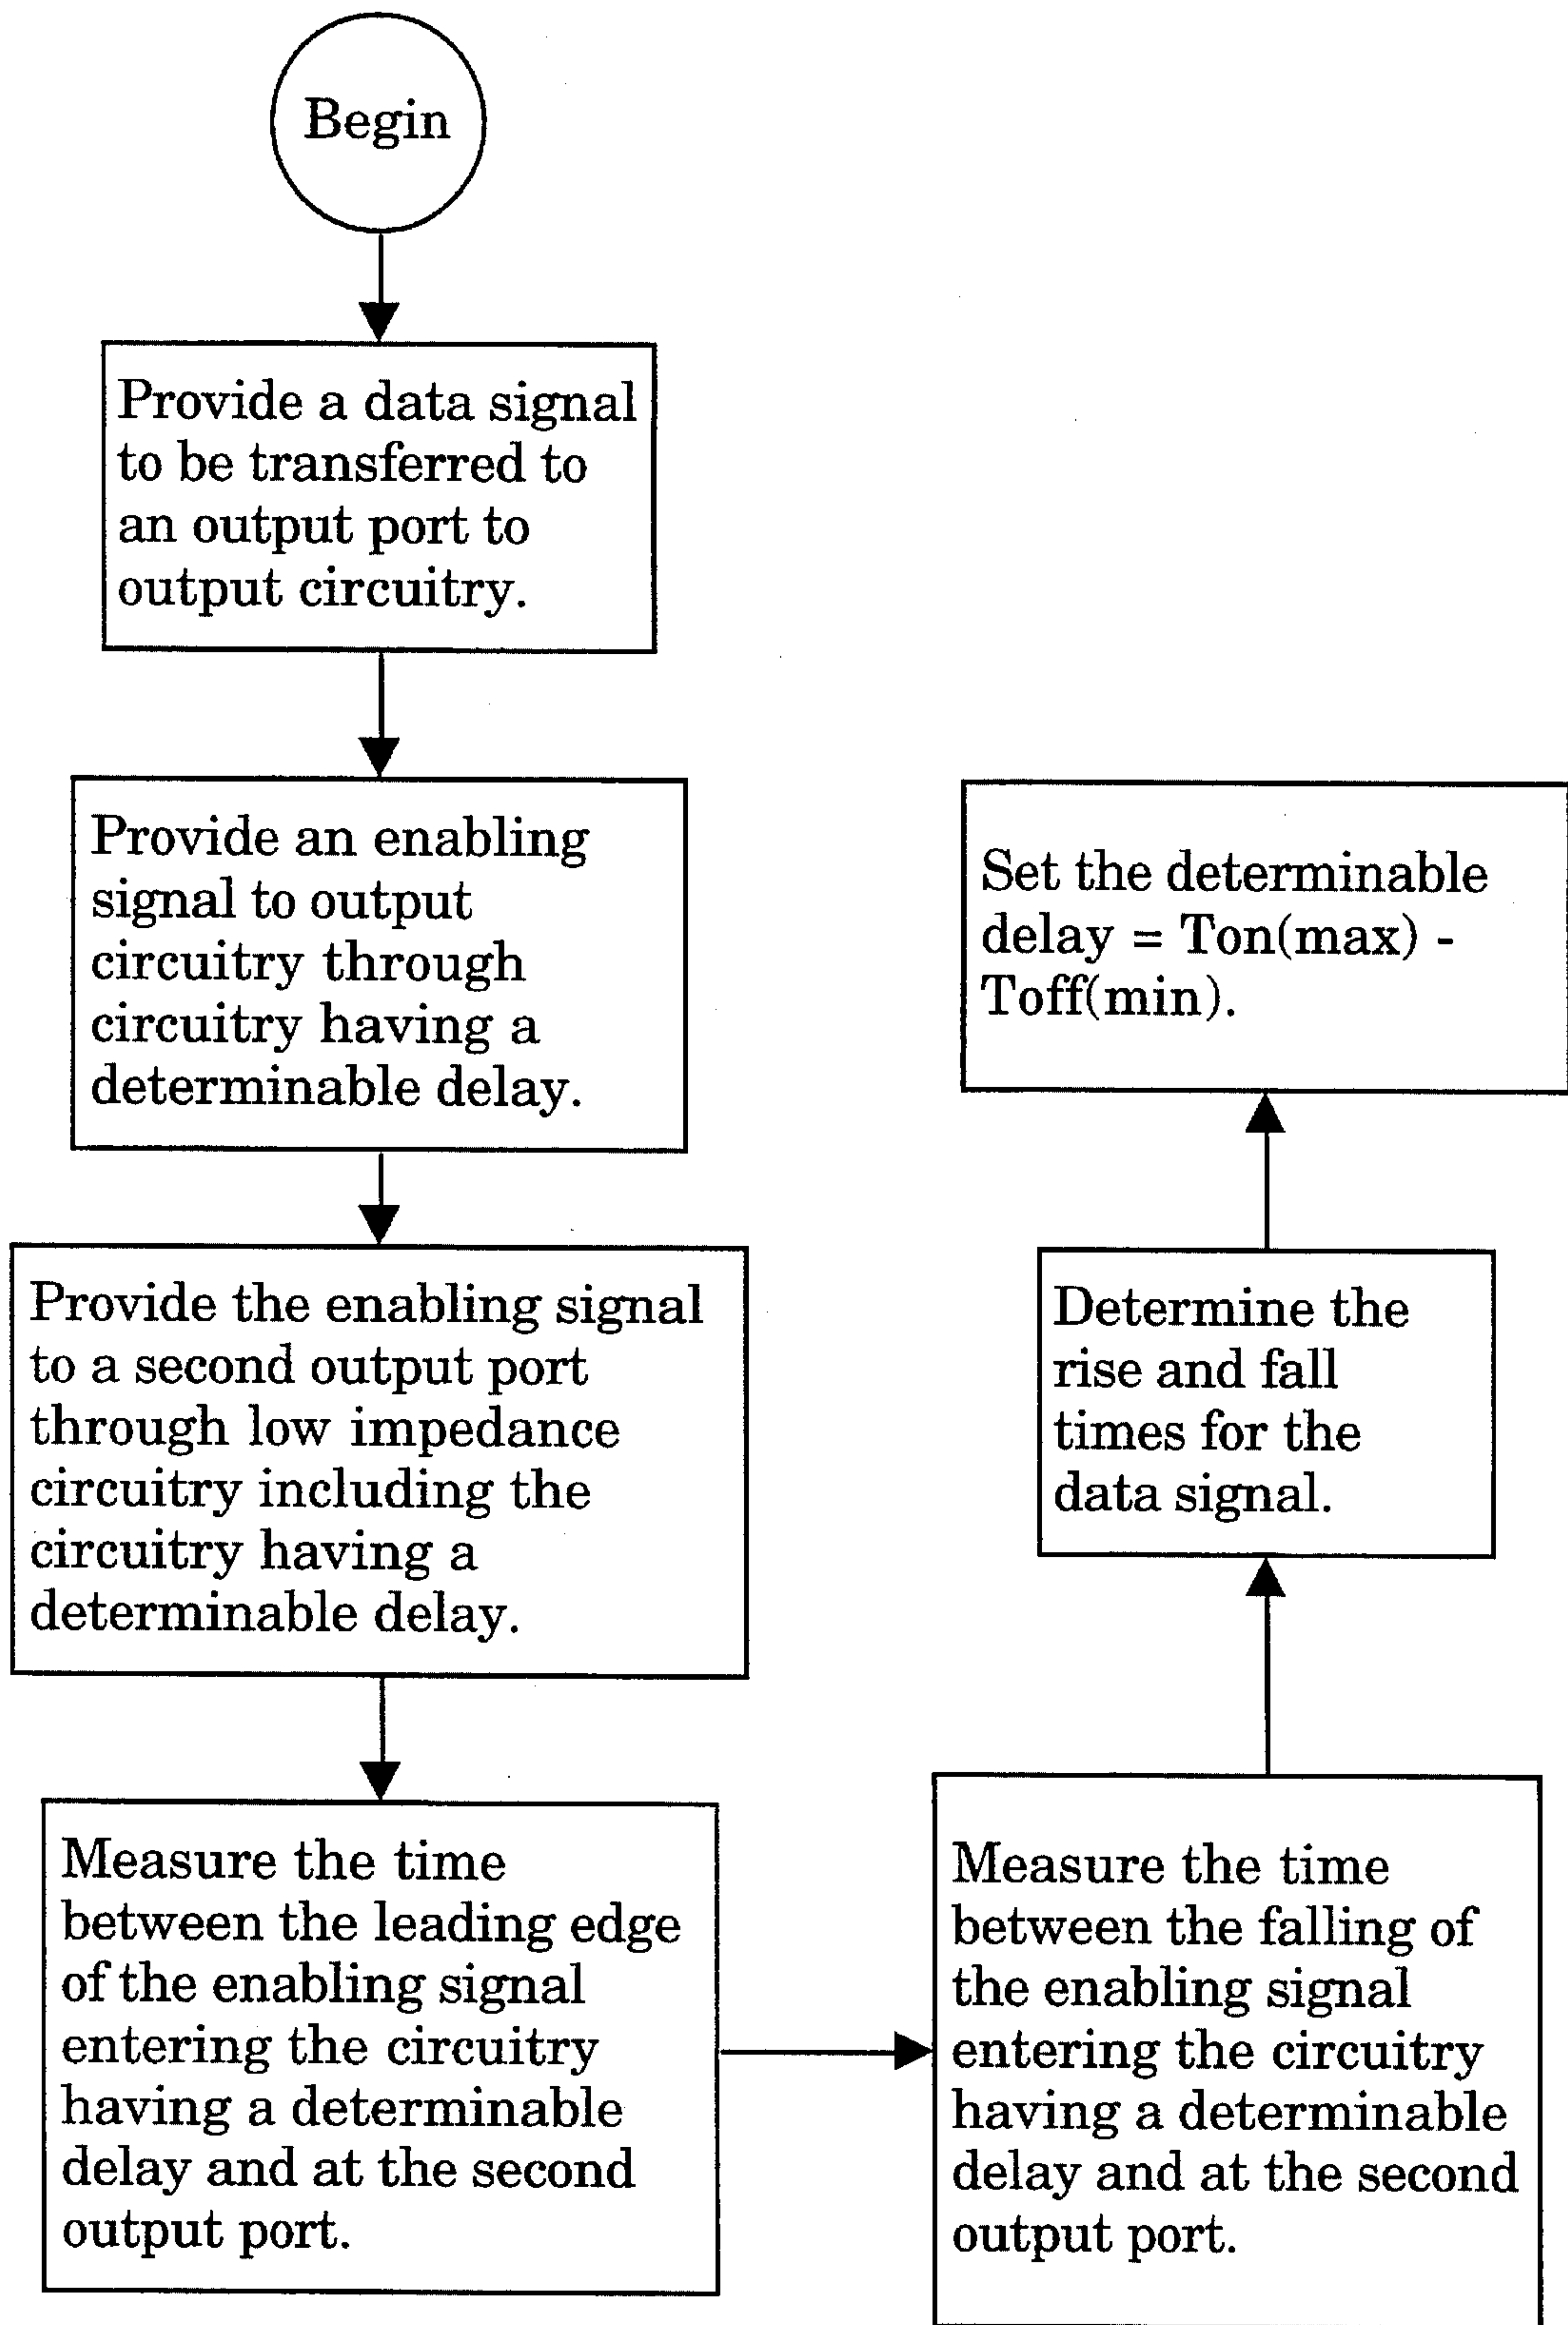 Begin
Provide a data signal
to be transferred to
an output port to
output circuitry.
Provide an enabling
signal to output
circuitry through
circuitry having a
determinable delay.
Provide the enabling signal
to a second output port
through low impedance
circuitry including the
circuitry having a
determinable delay.
Measure the time
between the leading edge
of the enabling signal
entering the circuitry
having a determinable
delay and at the second
output port.
Measure the time
between the falling of
the enabling signal
entering the circuitry
having a determinable
delay and at the second
output port.
Determine the
rise and fall
times for the
data signal.
Set the determinable
delay = Ton(max) -
Toff(min).